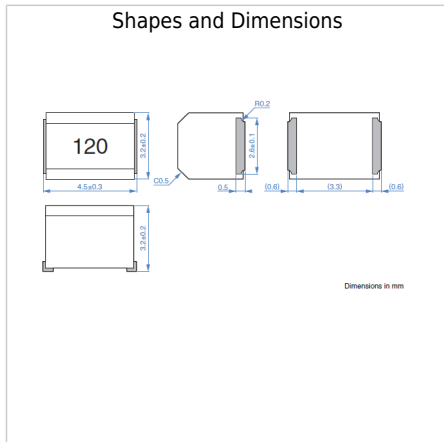 Shapes and Dimensions
R0.2
120
3.2±0.2
2.6±0.1
C0.5
4.5±0.3
0.5
(0.6)
(3.3)
(0.6)
3.2±0.2
Dimensions in mm